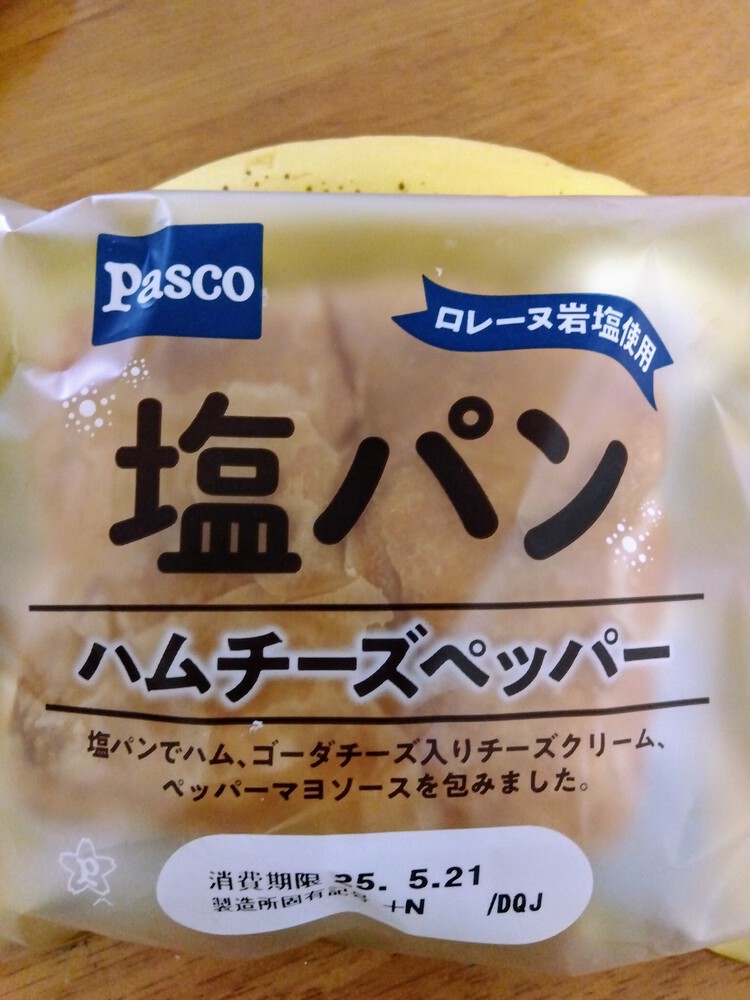 Pasco
ロレーヌ岩塩使用
塩パン
ハムチーズペッパー
塩パンでハム、ゴーダチーズ入りチーズクリーム、
ペッパーマヨソースを包みました。
消費期限 25. 5.21
製造所固有記号 +N /DQJ
P